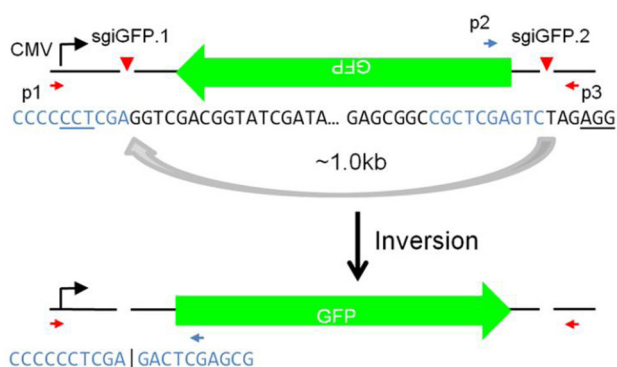 p2
sgiGFP.1 sgiGFP.2
CMV
GFP
p1 p3
CCCCCCTCGAGGTCGACGGTATCGATA... GAGCGGCCGCTCGAGTCTAGAGG
~1.0kb
Inversion
GFP
CCCCCCTCGA|GACTCGAGCG